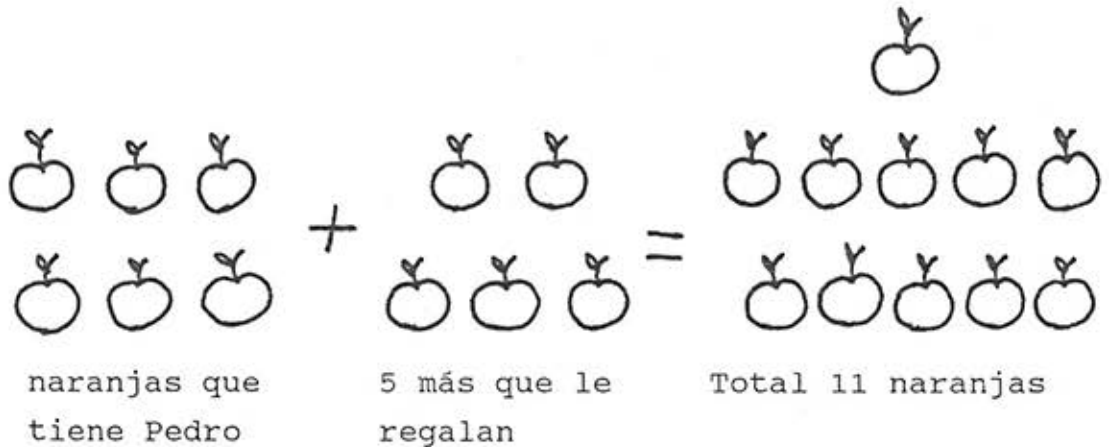 +
=
naranjas que
tiene Pedro
5 más que le
regalan
Total 11 naranjas